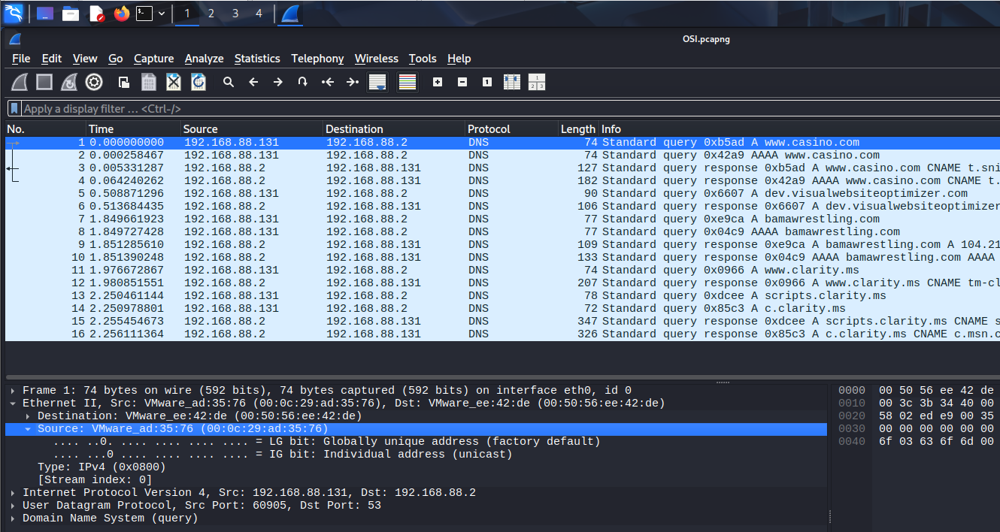 1 2 3 4
OSI.pcapng
File Edit View Go Capture Analyze Statistics Telephony Wireless Tools Help
Apply a display filter … <Ctrl-/>
No. Time Source Destination Protocol Length Info
1 0.000000000 192.168.88.131 192.168.88.2 DNS 74 Standard query 0xb5ad A www.casino.com
2 0.000258467 192.168.88.131 192.168.88.2 DNS 74 Standard query 0x42a9 AAAA www.casino.com
3 0.005331287 192.168.88.2 192.168.88.131 DNS 127 Standard query response 0xb5ad A www.casino.com CNAME t.sni
4 0.064240262 192.168.88.2 192.168.88.131 DNS 182 Standard query response 0x42a9 AAAA www.casino.com CNAME t.
5 0.508871296 192.168.88.131 192.168.88.2 DNS 90 Standard query 0x6607 A dev.visualwebsiteoptimizer.com
6 0.513684435 192.168.88.2 192.168.88.131 DNS 106 Standard query response 0x6607 A dev.visualwebsiteoptimizer
7 1.849661923 192.168.88.131 192.168.88.2 DNS 77 Standard query 0xe9ca A bamawrestling.com
8 1.849727428 192.168.88.131 192.168.88.2 DNS 77 Standard query 0x04c9 AAAA bamawrestling.com
9 1.851285610 192.168.88.2 192.168.88.131 DNS 109 Standard query response 0xe9ca A bamawrestling.com A 104.21
10 1.851390248 192.168.88.2 192.168.88.131 DNS 133 Standard query response 0x04c9 AAAA bamawrestling.com AAAA
11 1.976672867 192.168.88.131 192.168.88.2 DNS 74 Standard query 0x0966 A www.clarity.ms
12 1.980851551 192.168.88.2 192.168.88.131 DNS 207 Standard query response 0x0966 A www.clarity.ms CNAME tm-cl
13 2.250461144 192.168.88.131 192.168.88.2 DNS 78 Standard query 0xdcee A scripts.clarity.ms
14 2.250978801 192.168.88.131 192.168.88.2 DNS 72 Standard query 0x85c3 A c.clarity.ms
15 2.255454673 192.168.88.2 192.168.88.131 DNS 347 Standard query response 0xdcee A scripts.clarity.ms CNAME s
16 2.256111364 192.168.88.2 192.168.88.131 DNS 326 Standard query response 0x85c3 A c.clarity.ms CNAME c.msn.c
Frame 1: 74 bytes on wire (592 bits), 74 bytes captured (592 bits) on interface eth0, id 0
Ethernet II, Src: VMware_ad:35:76 (00:0c:29:ad:35:76), Dst: VMware_ee:42:de (00:50:56:ee:42:de)
Destination: VMware_ee:42:de (00:50:56:ee:42:de)
Source: VMware_ad:35:76 (00:0c:29:ad:35:76)
.... ..0. .... .... .... .... = LG bit: Globally unique address (factory default)
.... ...0 .... .... .... .... = IG bit: Individual address (unicast)
Type: IPv4 (0x0800)
[Stream index: 0]
Internet Protocol Version 4, Src: 192.168.88.131, Dst: 192.168.88.2
User Datagram Protocol, Src Port: 60905, Dst Port: 53
Domain Name System (query)
0000 00 50 56 ee 42 de
0010 00 3c 3b 34 40 00
0020 58 02 ed e9 00 35
0030 00 00 00 00 00 00
0040 6f 03 63 6f 6d 00